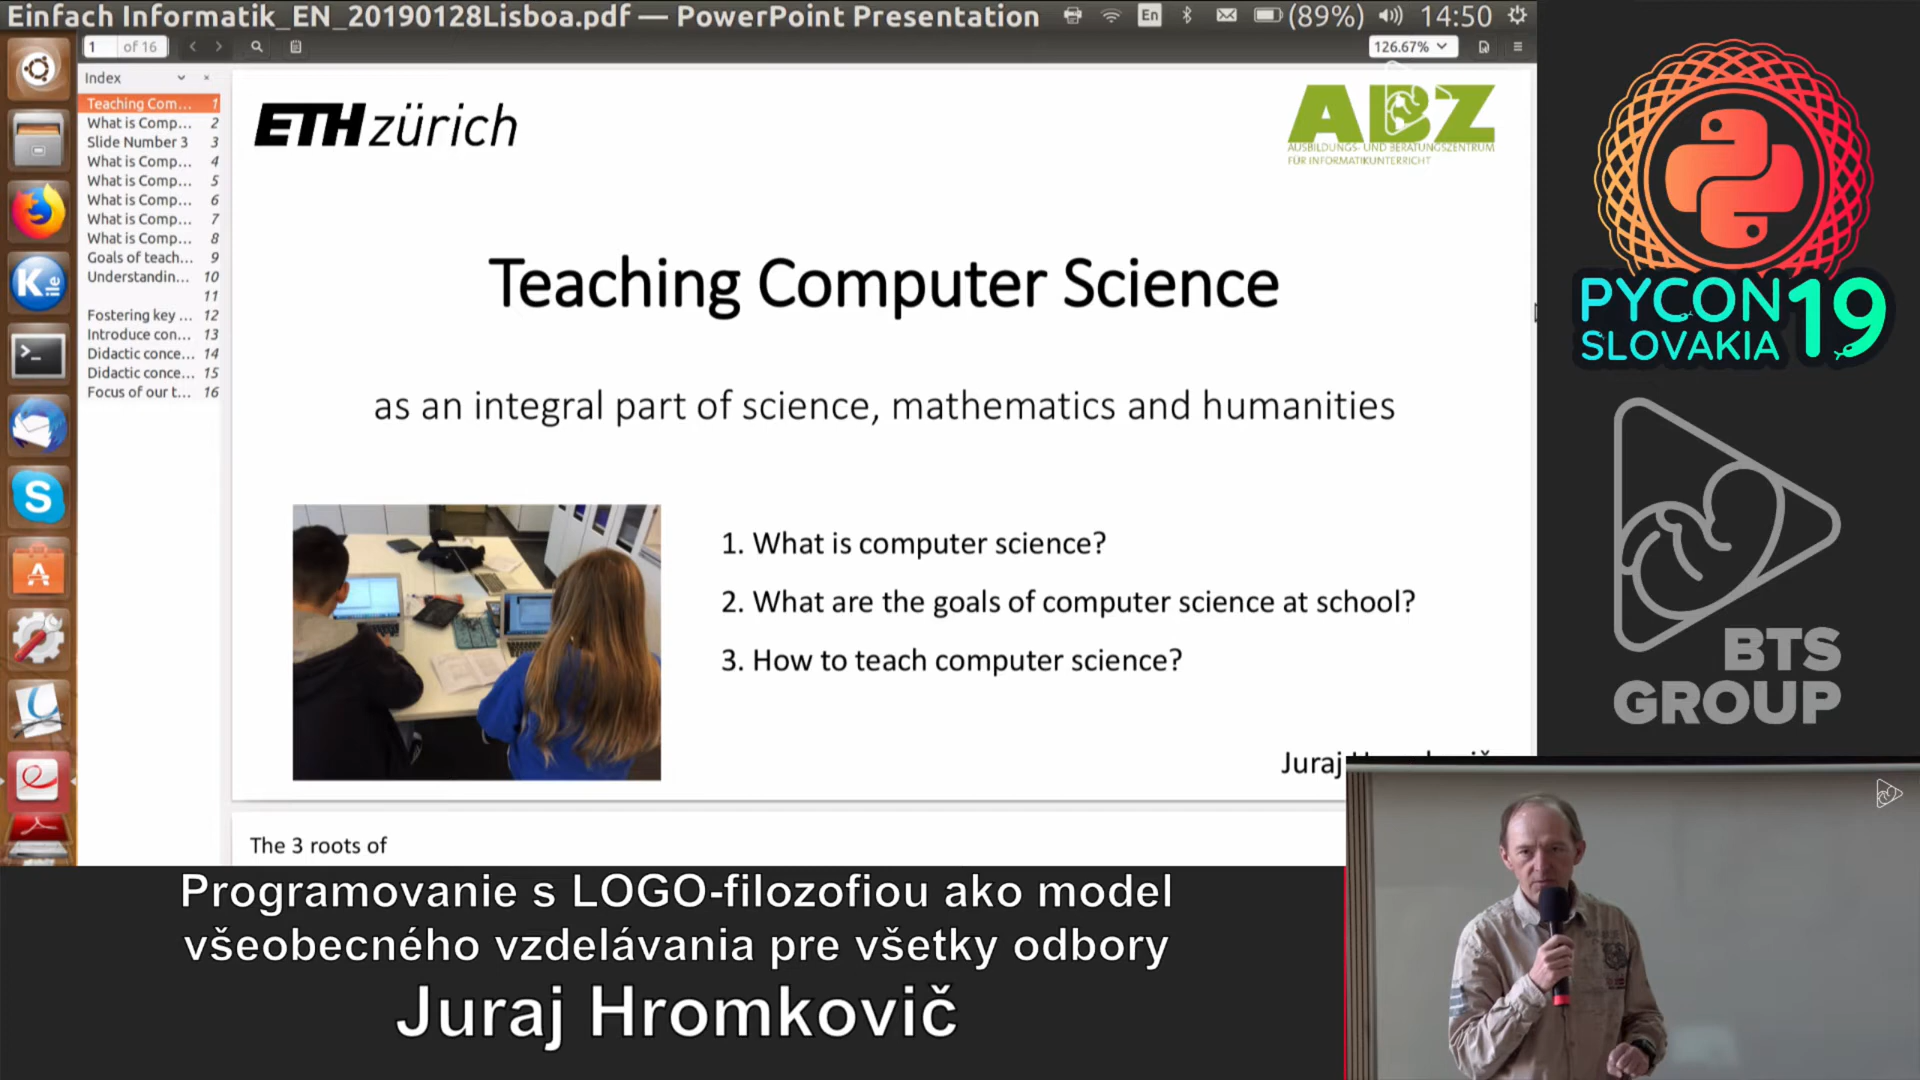 Einfach Informatik_EN_20190128Lisboa.pdf — PowerPoint Presentation
En
(89%)
14:50
1 of 16
126.67%
Index
Teaching Com... 1
What is Comp... 2
Slide Number 3 3
What is Comp... 4
What is Comp... 5
What is Comp... 6
What is Comp... 7
What is Comp... 8
Goals of teach... 9
Understandin... 10
11
Fostering key ... 12
Introduce con... 13
Didactic conce... 14
Didactic conce... 15
Focus of our t... 16
ETH zürich
ABZ
AUSBILDUNGS- UND BERATUNGSZENTRUM
FÜR INFORMATIKUNTERRICHT
Teaching Computer Science
as an integral part of science, mathematics and humanities
1. What is computer science?
2. What are the goals of computer science at school?
3. How to teach computer science?
Juraj
The 3 roots of
PYCON 19
SLOVAKIA
BTS
GROUP
Programovanie s LOGO-filozofiou ako model
všeobecného vzdelávania pre všetky odbory
Juraj Hromkovič